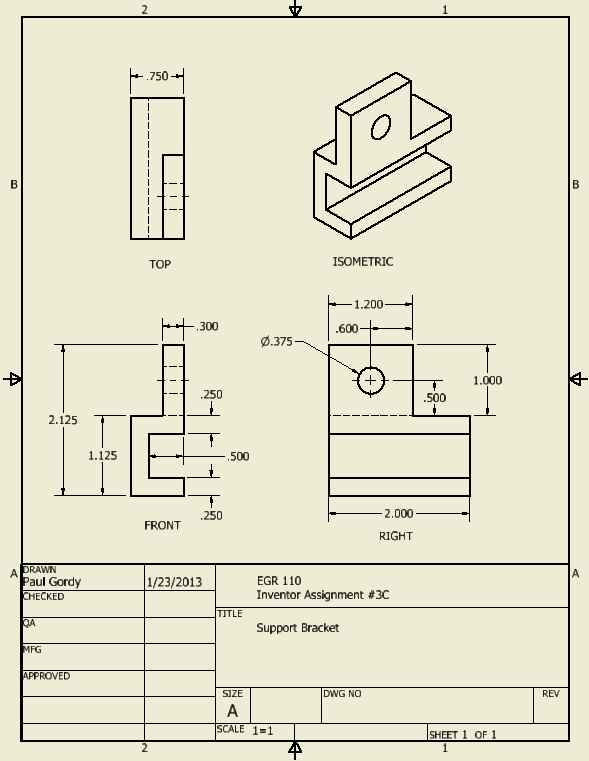 2 1
.750
B B
TOP
ISOMETRIC
1.200
.300
.600
Ø.375
1.000
.250
.500
2.125
1.125
.500
.250
2.000
FRONT
RIGHT
A A
DRAWN
Paul Gordy 1/23/2013
EGR 110
Inventor Assignment #3C
CHECKED
TITLE
QA
Support Bracket
MFG
APPROVED
SIZE
A
DWG NO
REV
SCALE 1=1
SHEET 1 OF 1
2 1